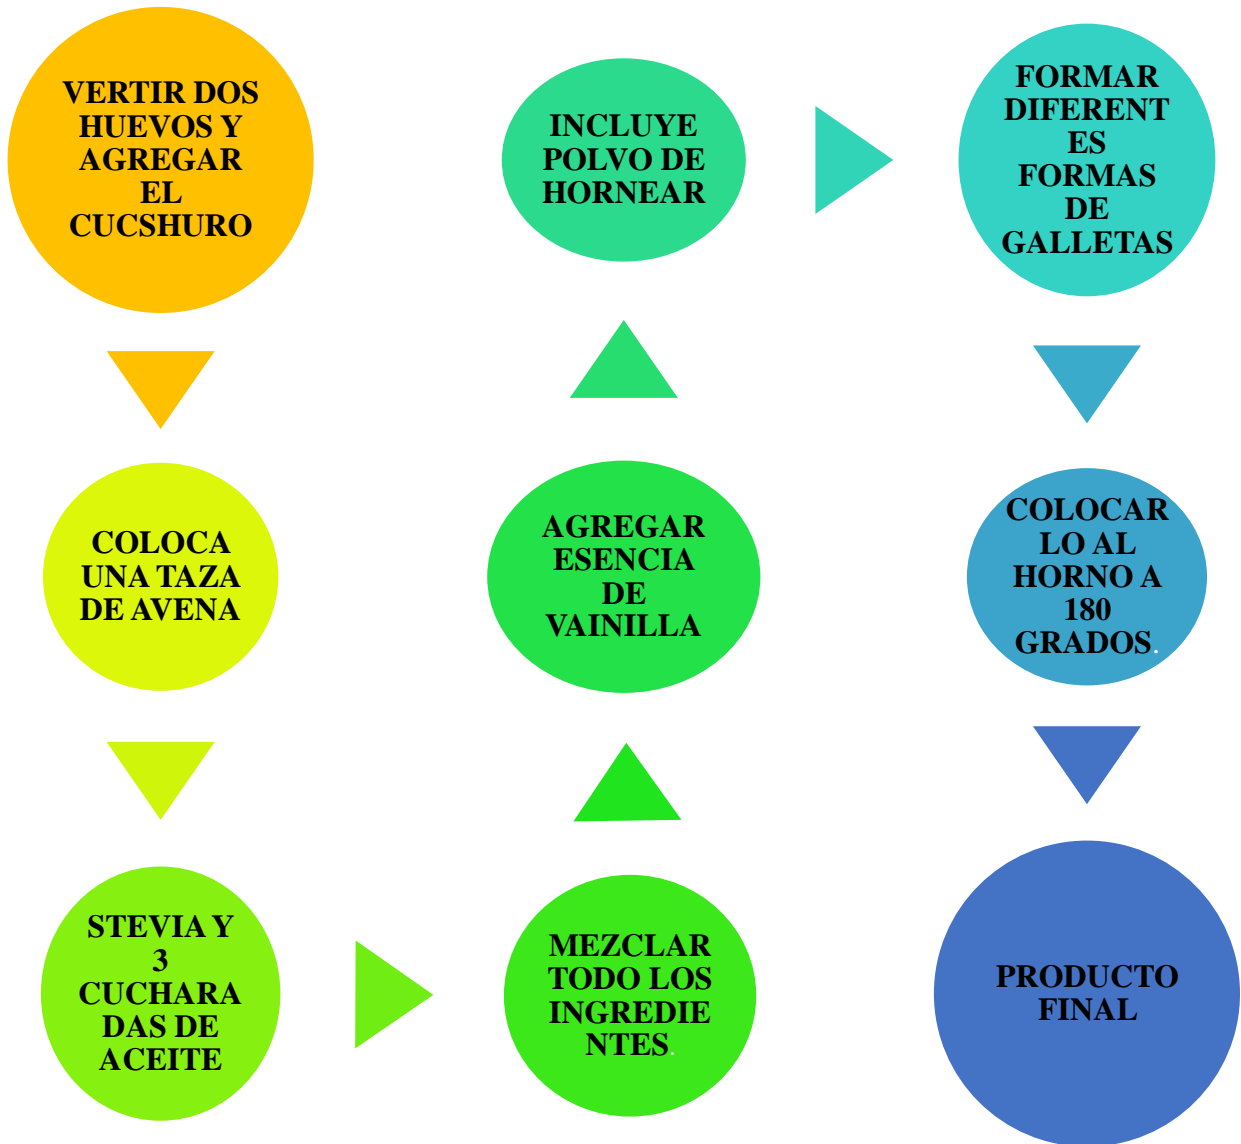 VERTIR DOS
HUEVOS Y
AGREGAR
EL
CUCSHURO
COLOCA
UNA TAZA
DE AVENA
STEVIA Y
3
CUCHARA
DAS DE
ACEITE
MEZCLAR
TODO LOS
INGREDIE
NTES.
AGREGAR
ESENCIA
DE
VAINILLA
INCLUYE
POLVO DE
HORNEAR
FORMAR
DIFERENT
ES
FORMAS
DE
GALLETAS
COLOCAR
LO AL
HORNO A
180
GRADOS.
PRODUCTO
FINAL